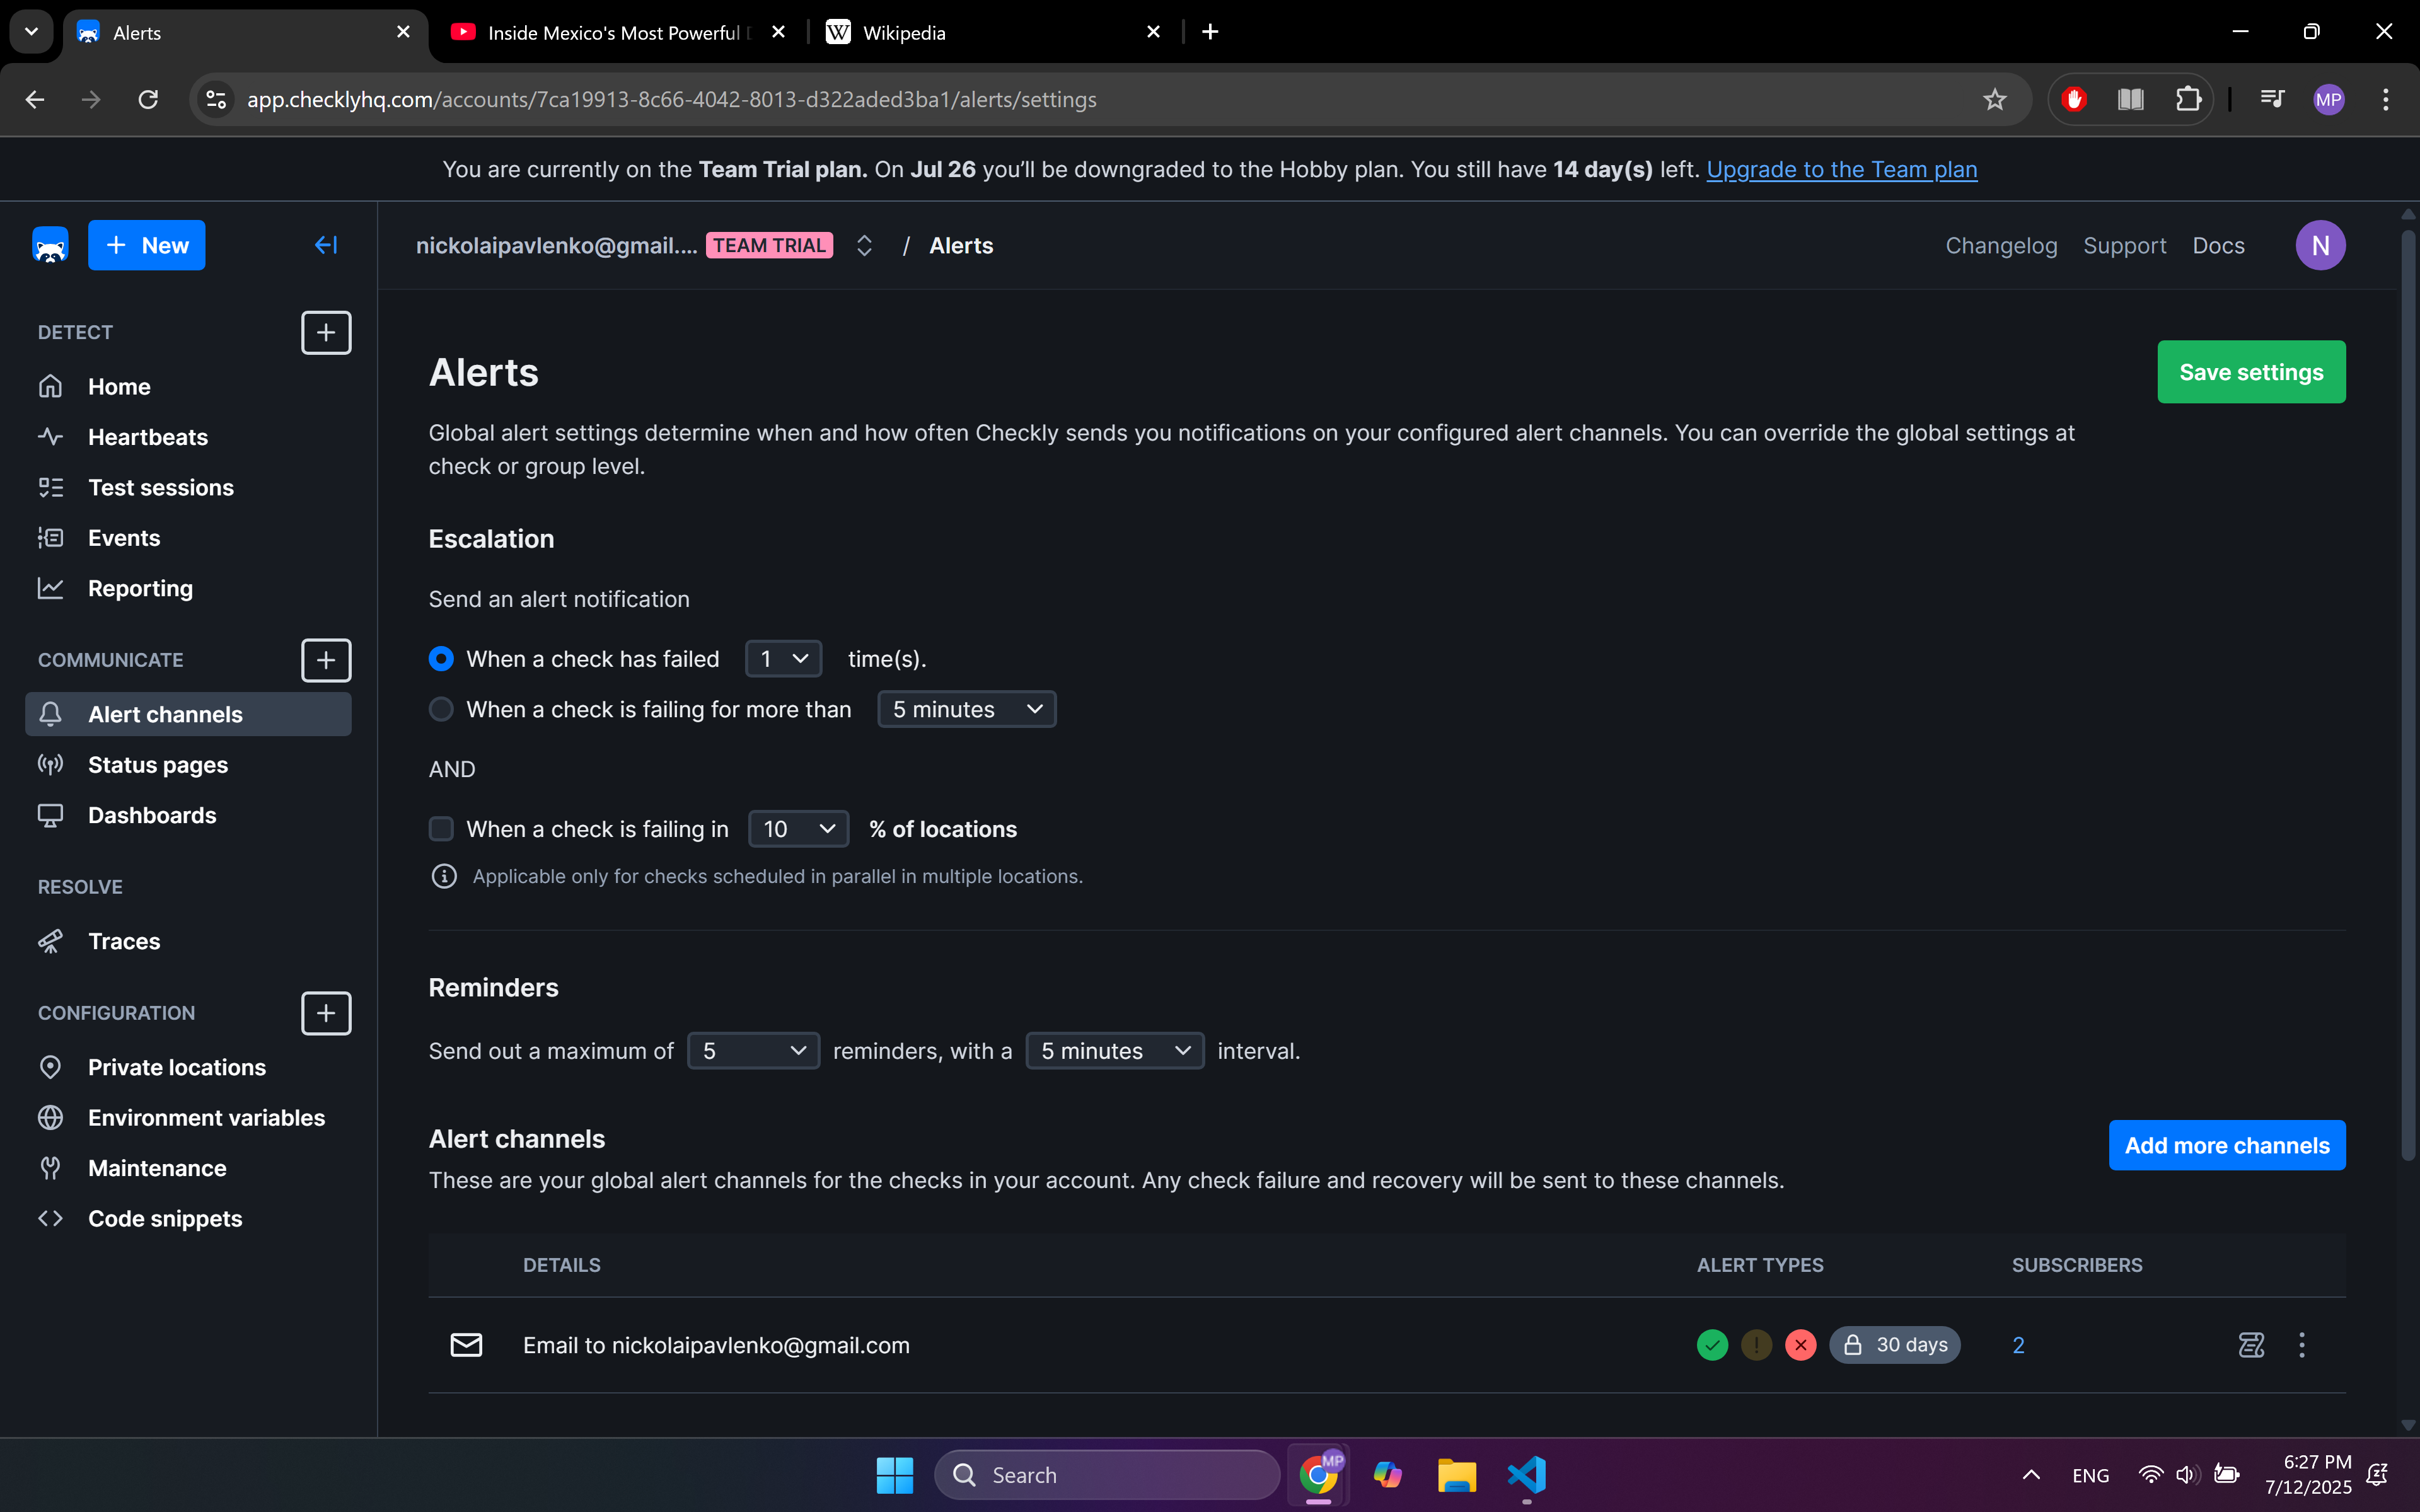 Alerts
Inside Mexico's Most Powerful
Wikipedia
app.checklyhq.com/accounts/7ca19913-8c66-4042-8013-d322aded3ba1/alerts/settings
MP
You are currently on the Team Trial plan. On Jul 26 you’ll be downgraded to the Hobby plan. You still have 14 day(s) left. Upgrade to the Team plan
New
nickolaipavlenko@gmail.... TEAM TRIAL / Alerts
Changelog Support Docs
N
DETECT
Home
Heartbeats
Test sessions
Events
Reporting
COMMUNICATE
Alert channels
Status pages
Dashboards
RESOLVE
Traces
CONFIGURATION
Private locations
Environment variables
Maintenance
Code snippets
Alerts
Save settings
Global alert settings determine when and how often Checkly sends you notifications on your configured alert channels. You can override the global settings at
check or group level.
Escalation
Send an alert notification
When a check has failed 1 time(s).
When a check is failing for more than 5 minutes
AND
When a check is failing in 10 % of locations
Applicable only for checks scheduled in parallel in multiple locations.
Reminders
Send out a maximum of 5 reminders, with a 5 minutes interval.
Alert channels
Add more channels
These are your global alert channels for the checks in your account. Any check failure and recovery will be sent to these channels.
DETAILS ALERT TYPES SUBSCRIBERS
Email to nickolaipavlenko@gmail.com 30 days 2
Search
MP
ENG
6:27 PM
7/12/2025